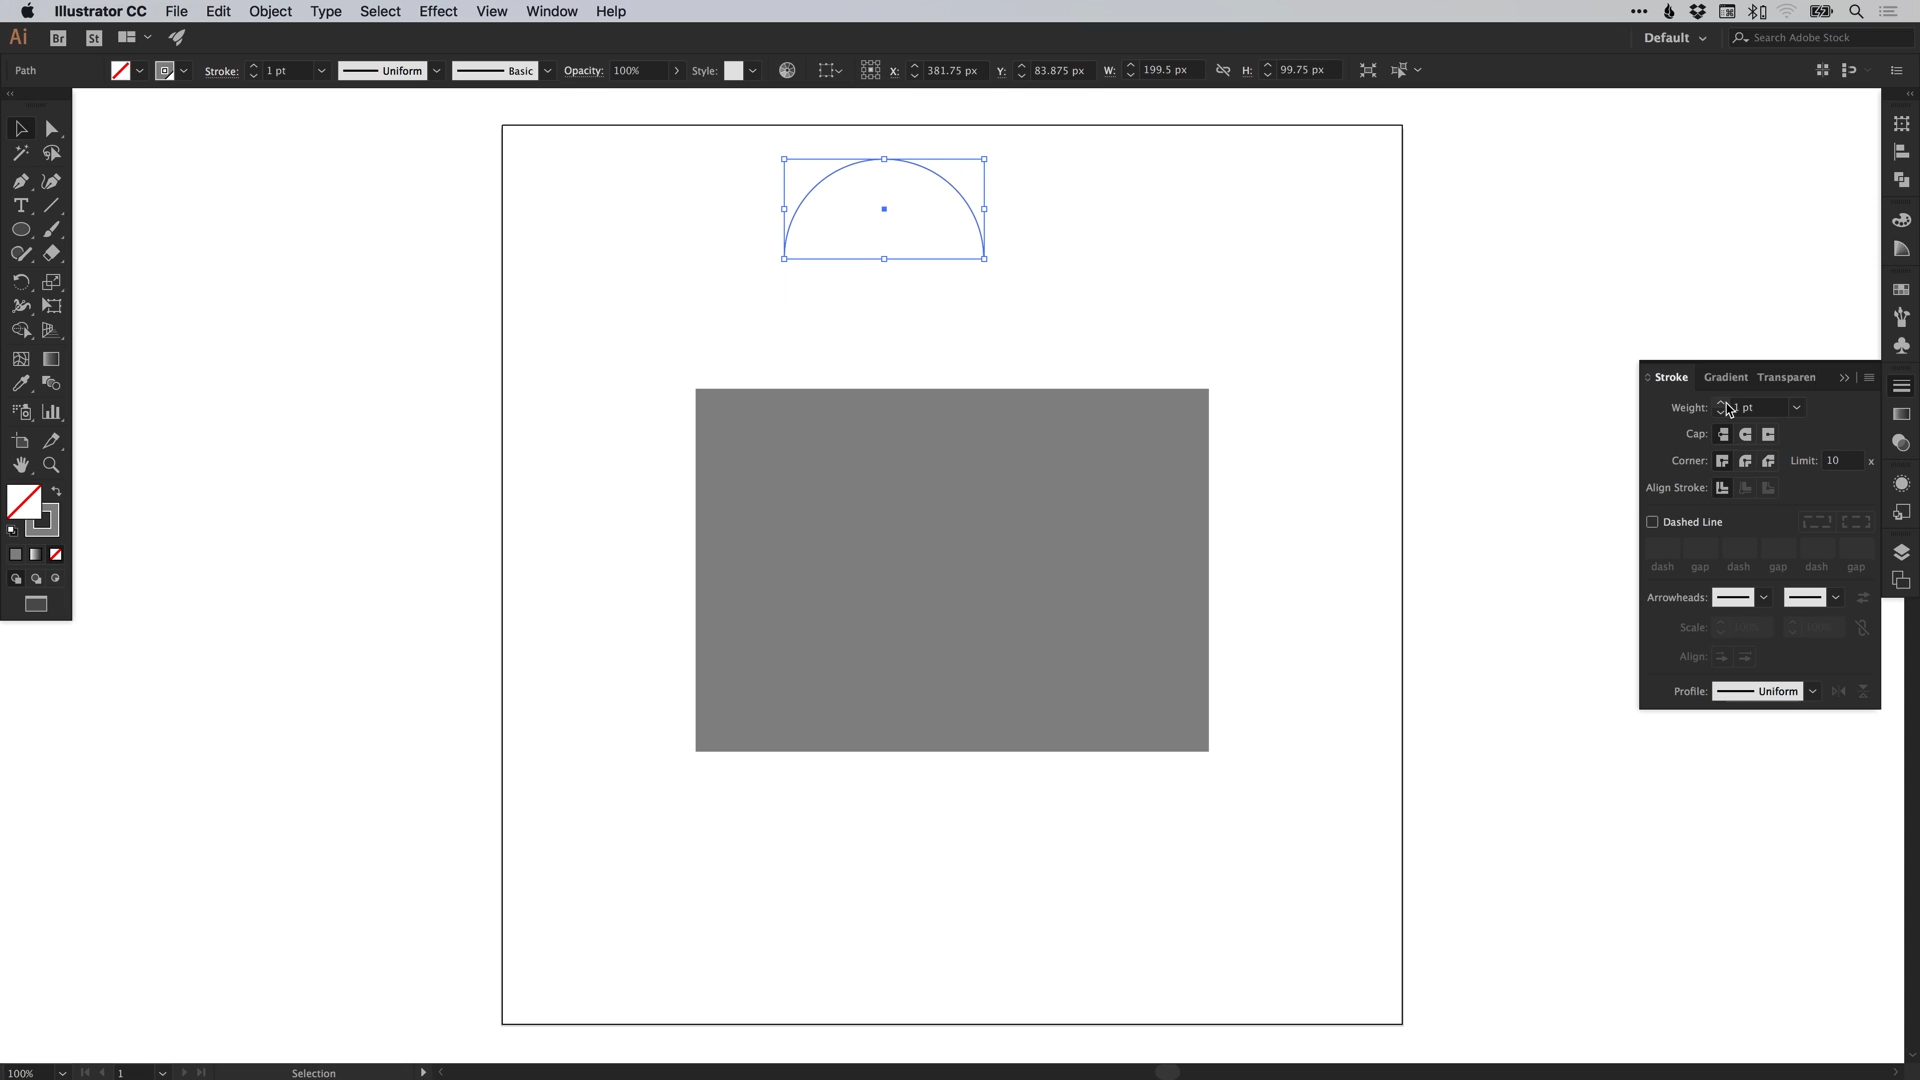 Illustrator CC File Edit Object Type Select Effect View Window Help
Ai Br St Default Search Adobe Stock
Path Stroke: 1 pt Uniform Basic Opacity: 100% Style: X: 381.75 px Y: 83.875 px W: 199.5 px H: 99.75 px
Stroke Gradient Transparen
Weight: 1 pt
Cap:
Corner: Limit: 10 x
Align Stroke:
Dashed Line
dash gap dash gap dash gap
Arrowheads:
Scale: 100% 100%
Align:
Profile: Uniform
100% 1 Selection